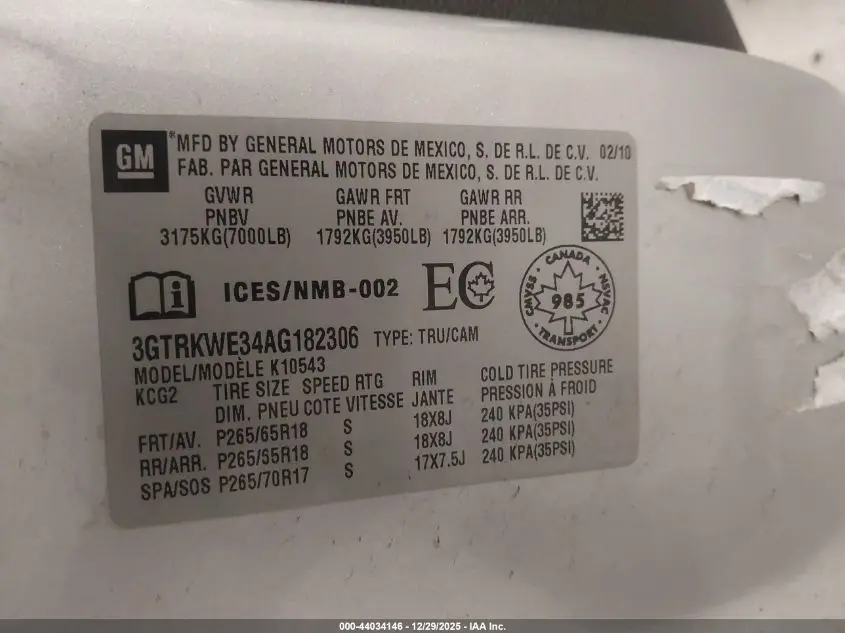 GM
*MFD BY GENERAL MOTORS DE MEXICO, S. DE R.L. DE C.V. 02/10
FAB. PAR GENERAL MOTORS DE MEXICO, S. DE R.L. DE C.V.
GVWR GAWR FRT GAWR RR
PNBV PNBE AV. PNBE ARR.
3175KG(7000LB) 1792KG(3950LB) 1792KG(3950LB)
i ICES/NMB-002 EC
CANADA
CMVSS 985 NSVAC
TRANSPORT
3GTRKWE34AG182306 TYPE: TRU/CAM
MODEL/MODÈLE K10543
KCG2 TIRE SIZE SPEED RTG RIM COLD TIRE PRESSURE
DIM. PNEU COTE VITESSE JANTE PRESSION À FROID
FRT/AV. P265/65R18 S 18X8J 240 KPA(35PSI)
RR/ARR. P265/65R18 S 18X8J 240 KPA(35PSI)
SPA/SOS P265/70R17 S 17X7.5J 240 KPA(35PSI)
000-44034146 - 12/29/2025 - IAA Inc.